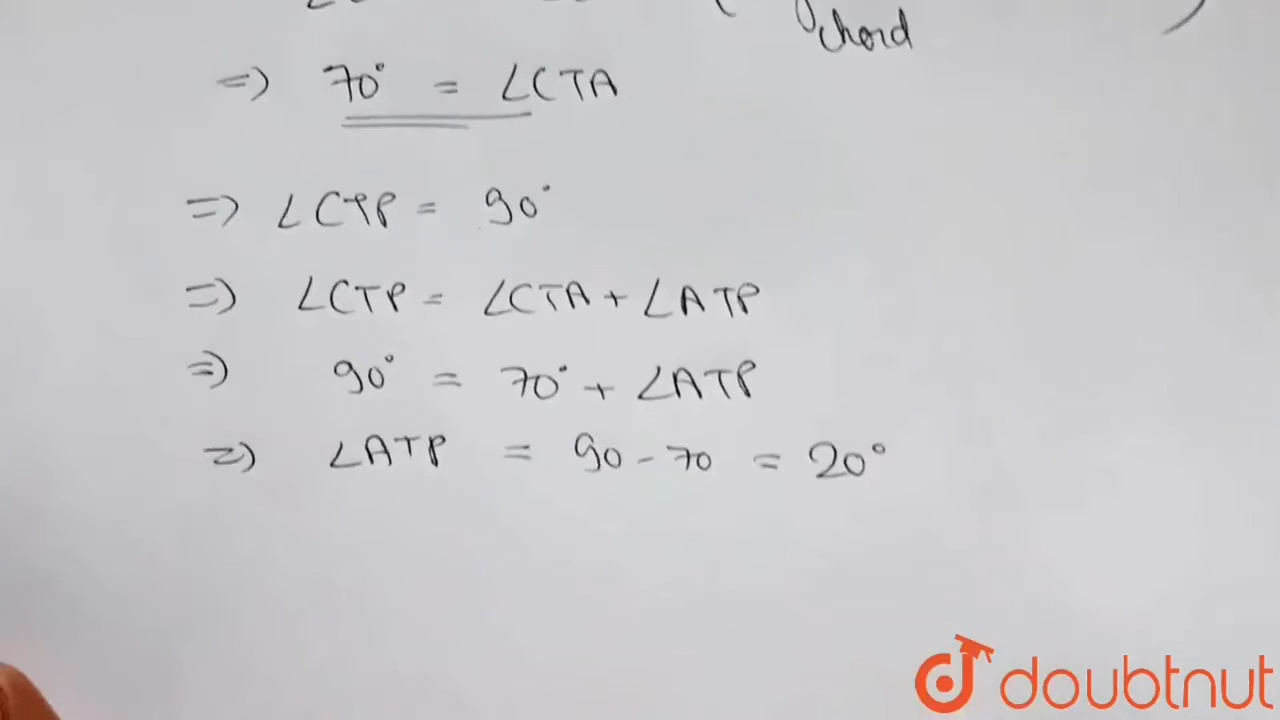 chord
=> 70° = ∠CTA
=> ∠CTP = 90°
=> ∠CTP = ∠CTA + ∠ATP
=> 90° = 70° + ∠ATP
=> ∠ATP = 90 - 70 = 20°
doubtnut